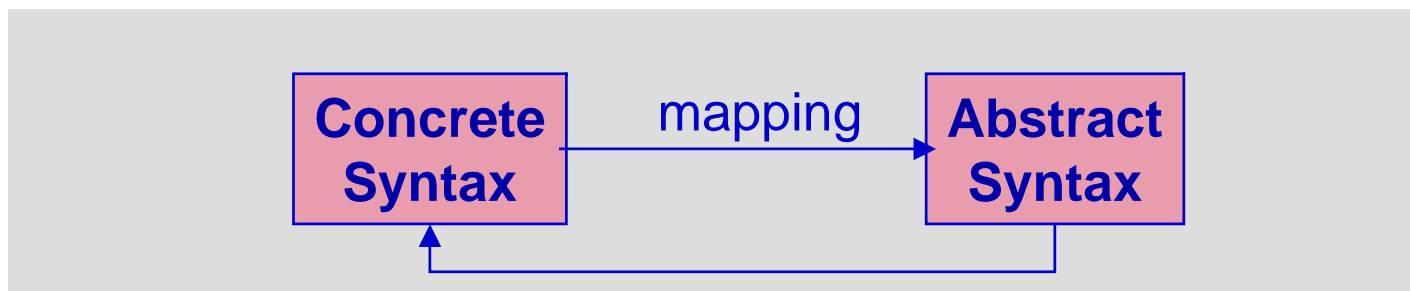 Concrete
Syntax
mapping
Abstract
Syntax